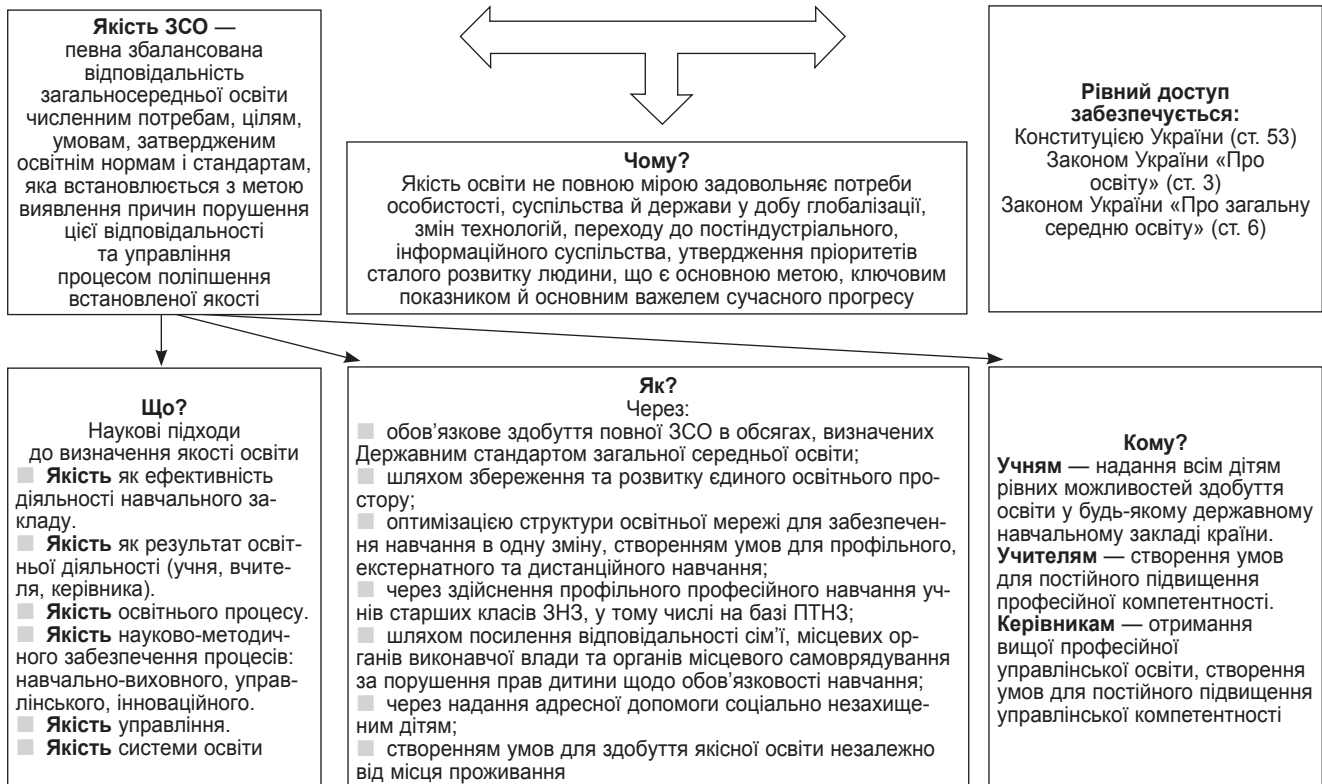 Якість ЗСО —
певна збалансована
відповідальність
загальносередньої освіти
численним потребам, цілям,
умовам, затвердженим
освітнім нормам і стандартам,
яка встановлюється з метою
виявлення причин порушення
цієї відповідальності
та управління
процесом поліпшення
встановленої якості
Чому?
Якість освіти не повною мірою задовольняє потреби
особистості, суспільства й держави у добу глобалізації,
змін технологій, переходу до постіндустріального,
інформаційного суспільства, утвердження пріоритетів
сталого розвитку людини, що є основною метою, ключовим
показником й основним важелем сучасного прогресу
Рівний доступ
забезпечується:
Конституцією України (ст. 53)
Законом України «Про
освіту» (ст. 3)
Законом України «Про загальну
середню освіту» (ст. 6)
Що?
Наукові підходи
до визначення якості освіти
Якість як ефективність
діяльності навчального за-
кладу.
Якість як результат освіт-
ньої діяльності (учня, вчите-
ля, керівника).
Якість освітнього процесу.
Якість науково-методич-
ного забезпечення процесів:
навчально-виховного, управ-
лінського, інноваційного.
Якість управління.
Якість системи освіти
Як?
Через:
обов’язкове здобуття повної ЗСО в обсягах, визначених
Державним стандартом загальної середньої освіти;
шляхом збереження та розвитку єдиного освітнього про-
стору;
оптимізацією структури освітньої мережі для забезпечен-
ня навчання в одну зміну, створенням умов для профільного,
екстернатного та дистанційного навчання;
через здійснення профільного професійного навчання уч-
нів старших класів ЗНЗ, у тому числі на базі ПТНЗ;
шляхом посилення відповідальності сім’ї, місцевих ор-
ганів виконавчої влади та органів місцевого самоврядування
за порушення прав дитини щодо обов’язковості навчання;
через надання адресної допомоги соціально незахище-
ним дітям;
створенням умов для здобуття якісної освіти незалежно
від місця проживання
Кому?
Учням — надання всім дітям
рівних можливостей здобуття
освіти у будь-якому державному
навчальному закладі країни.
Учителям — створення умов
для постійного підвищення
професійної компетентності.
Керівникам — отримання
вищої професійної
управлінської освіти, створення
умов для постійного підвищення
управлінської компетентності